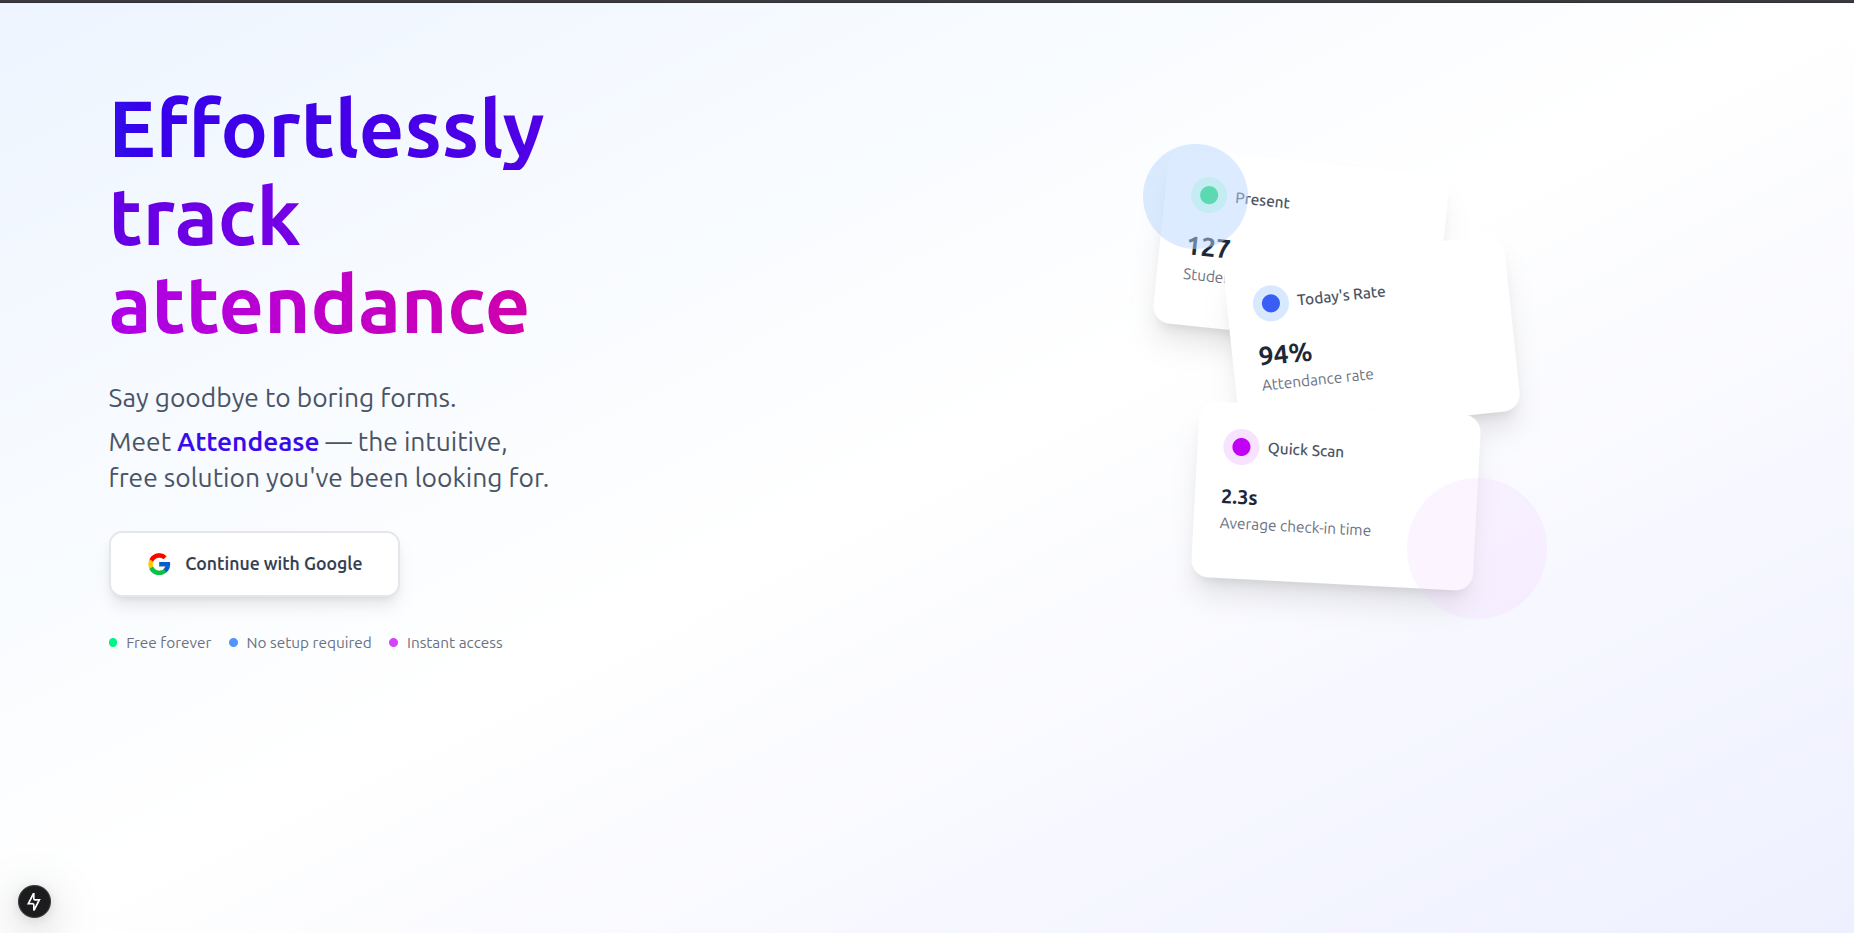 Effortlessly
track
attendance
Say goodbye to boring forms.
Meet Attendease — the intuitive,
free solution you've been looking for.
Continue with Google
Free forever
No setup required
Instant access
Present
127
Today's Rate
94%
Attendance rate
Quick Scan
2.3s
Average check-in time